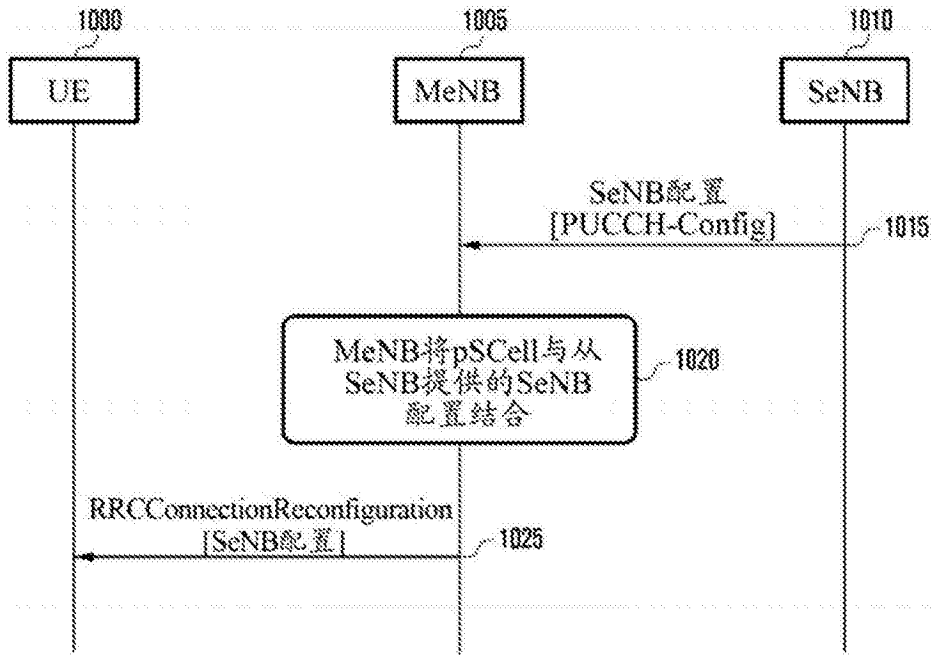 1000
1005
1010
UE
MeNB
SeNB
SeNB配置
[PUCCH-Config]
1015
MeNB将pSCell与从
SeNB提供的SeNB
配置结合
1020
RRCConnectionReconfiguration
[SeNB配置]
1025